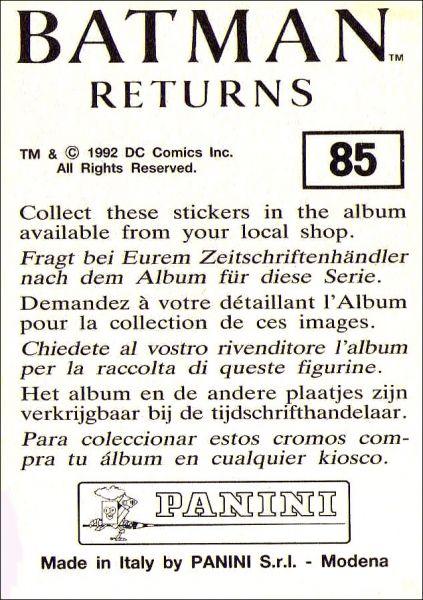 BATMAN™
RETURNS
TM & © 1992 DC Comics Inc.
All Rights Reserved.
85
Collect these stickers in the album
available from your local shop.
Fragt bei Eurem Zeitschriftenhändler
nach dem Album für diese Serie.
Demandez à votre détaillant l'Album
pour la collection de ces images.
Chiedete al vostro rivenditore l'album
per la raccolta di queste figurine.
Het album en de andere plaatjes zijn
verkrijgbaar bij de tijdschrifthandelaar.
Para coleccionar estos cromos com-
pra tu álbum en cualquier kiosco.
PANINI
Made in Italy by PANINI S.r.l. - Modena